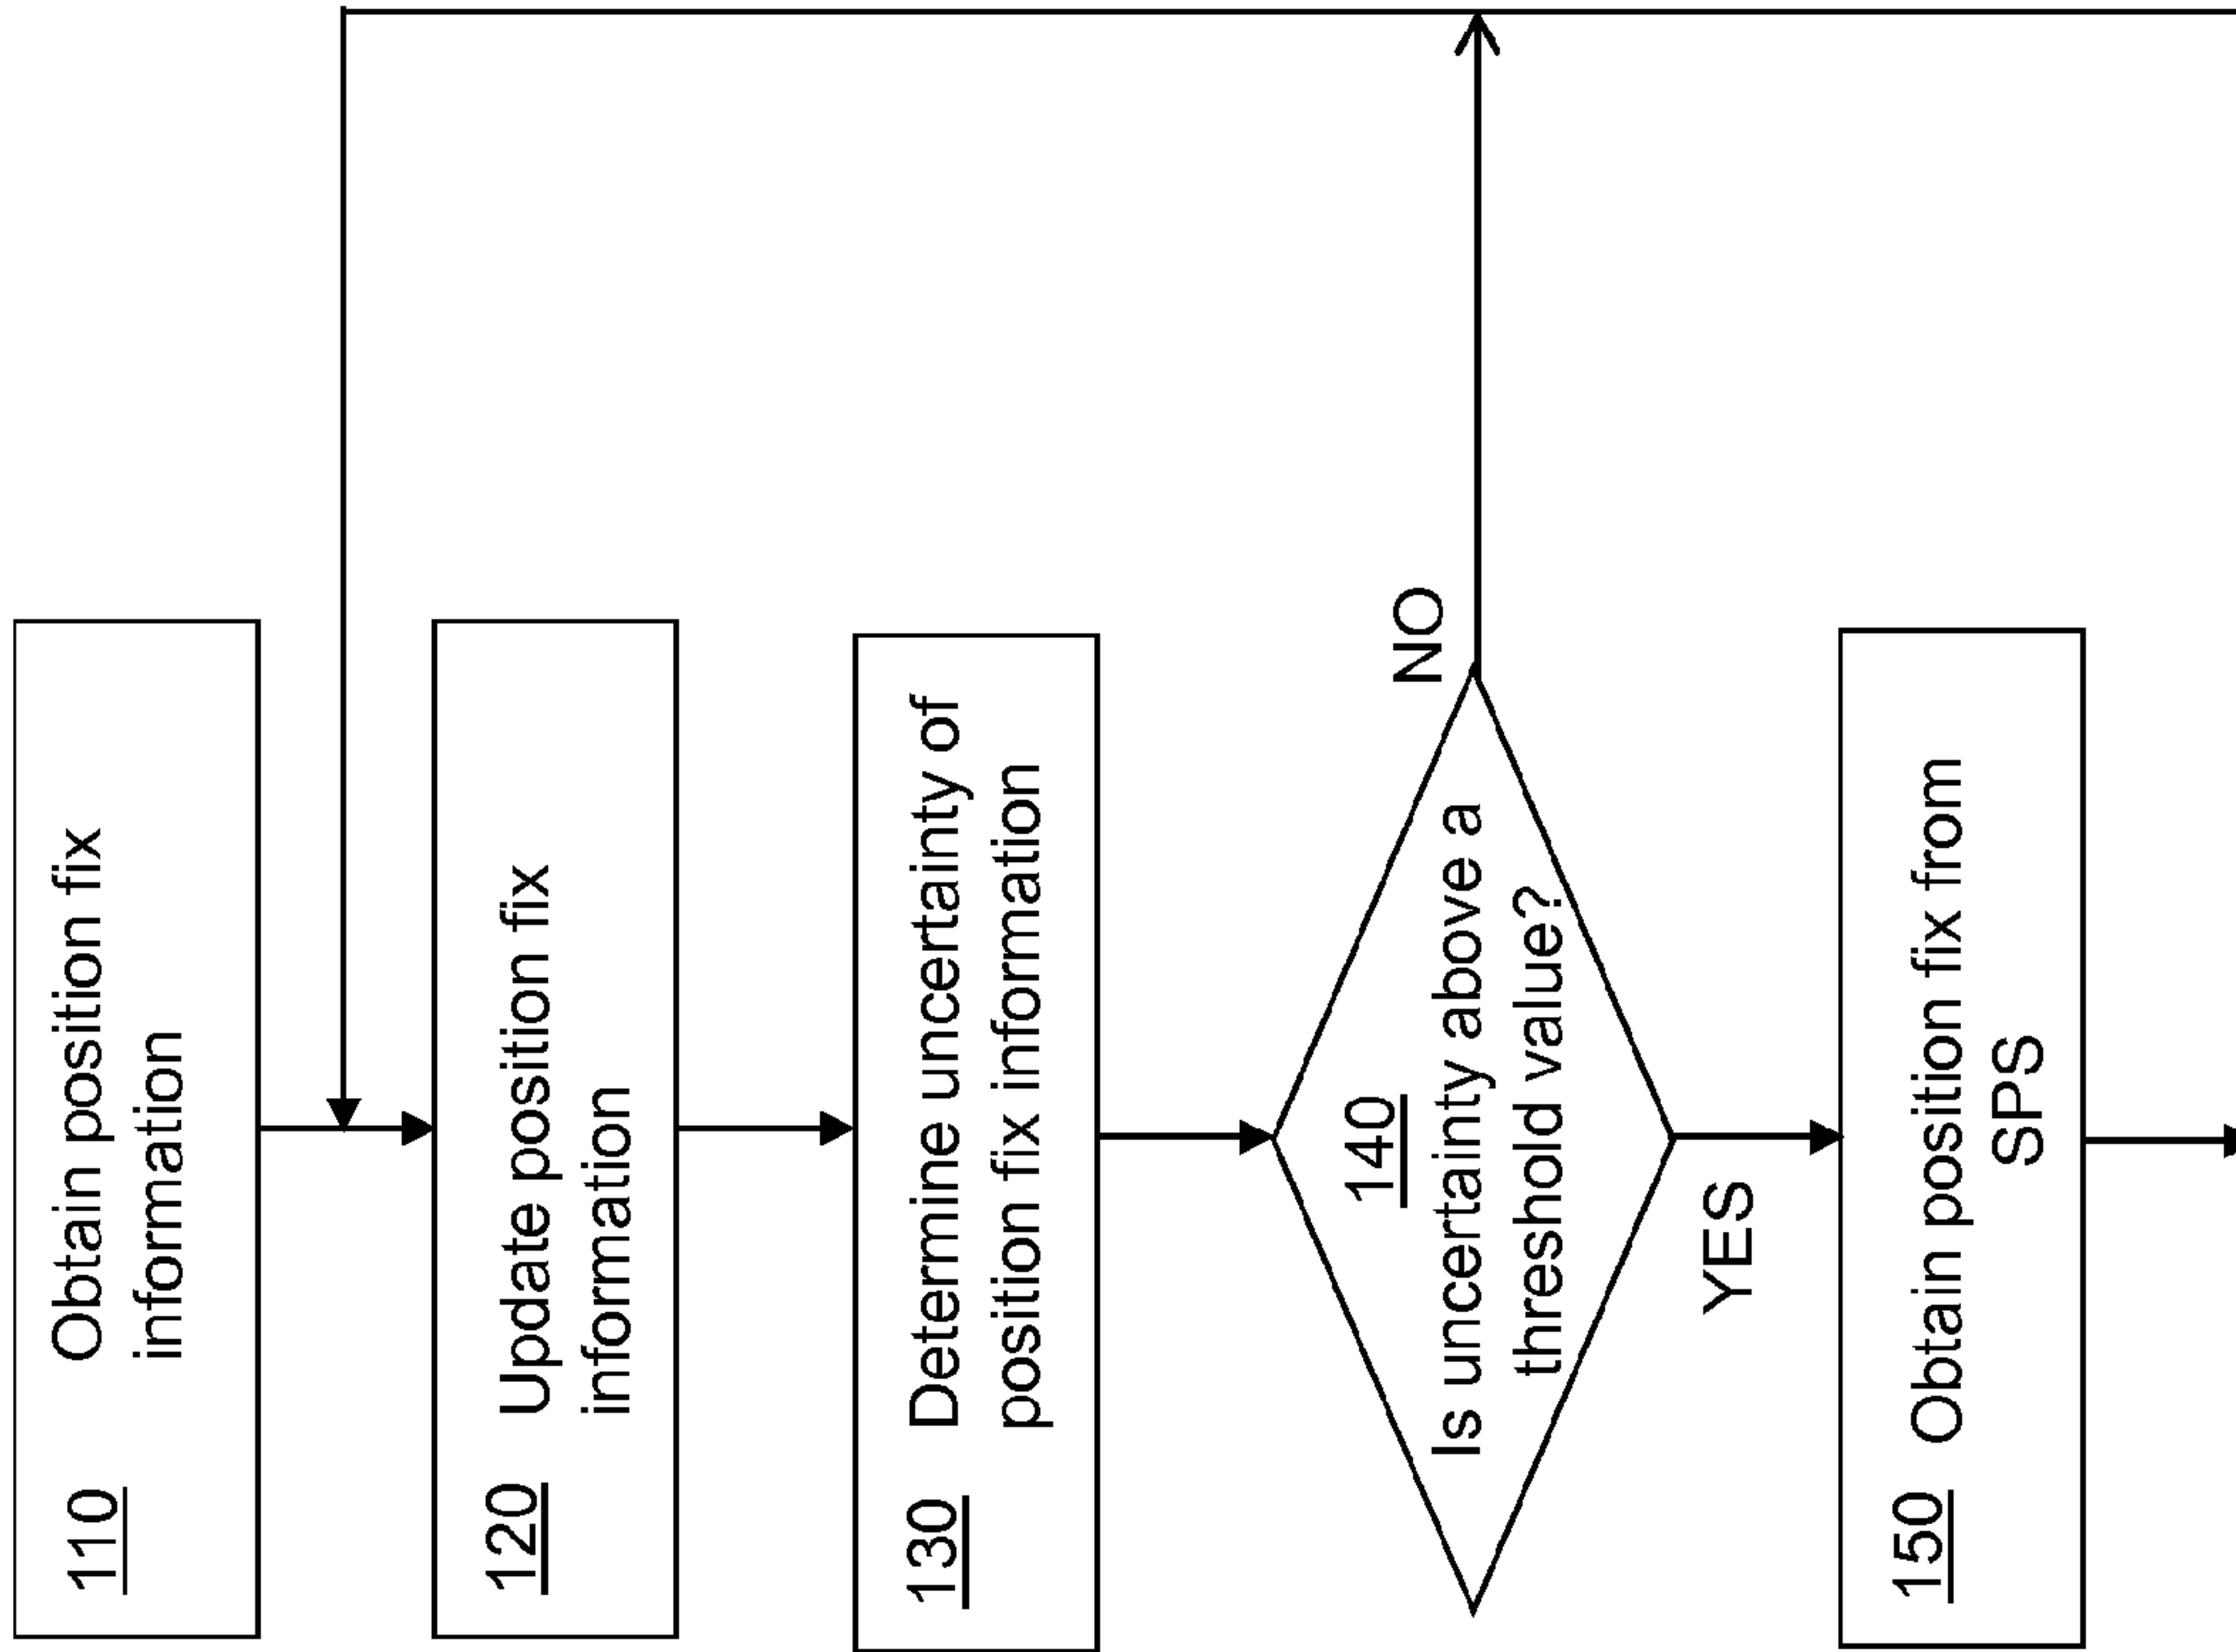 110 Obtain position fix
information
120 Update position fix
information
130 Determine uncertainty of
position fix information
140
Is uncertainty above a
threshold value?
NO
YES
150 Obtain position fix from
SPS